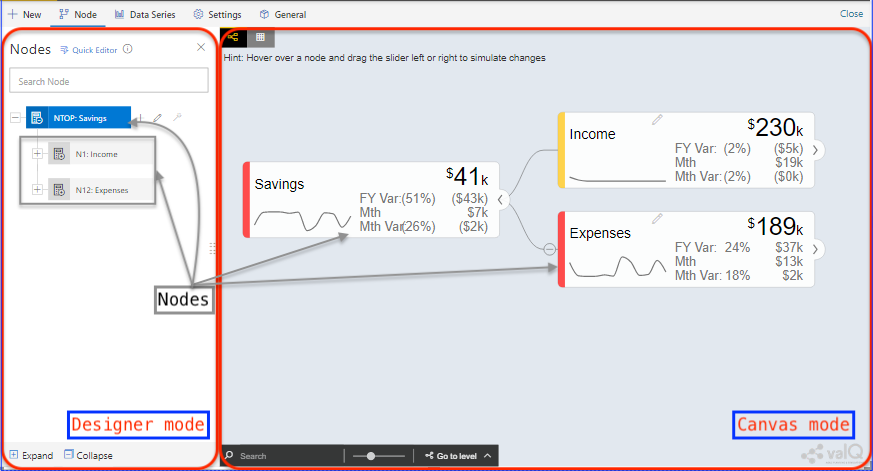 New Node Data Series Settings General Close
Nodes Quick Editor
Search Node
NTOP: Savings
N1: Income
N12: Expenses
Nodes
Designer mode
Expand Collapse
Hint: Hover over a node and drag the slider left or right to simulate changes
Savings
$41k
FY Var:(51%) ($43k)
Mth $7k
Mth Var(26%) ($2k)
Income
$230k
FY Var: (2%) ($5k)
Mth $19k
Mth Var:(2%) ($0k)
Expenses
$189k
FY Var: 24% $37k
Mth $13k
Mth Var: 18% $2k
Canvas mode
Search Go to level
valQ